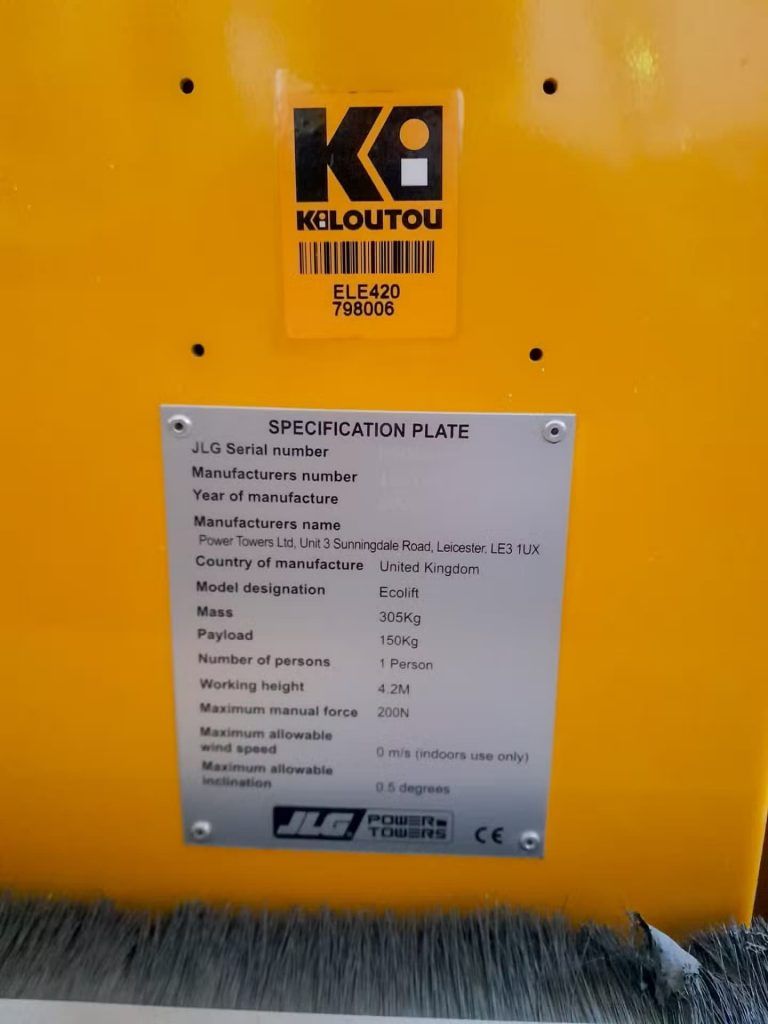 Ki
KiLOUTOU
ELE420
798006
SPECIFICATION PLATE
JLG Serial number
Manufacturers number
Year of manufacture
Manufacturers name
Power Towers Ltd, Unit 3 Sunningdale Road, Leicester. LE3 1UX
Country of manufacture United Kingdom
Model designation Ecolift
Mass 305Kg
Payload 150Kg
Number of persons 1 Person
Working height 4.2M
Maximum manual force 200N
Maximum allowable
wind speed 0 m/s (indoors use only)
Maximum allowable
inclination 0.5 degrees
JLG POWER
TOWERS CE